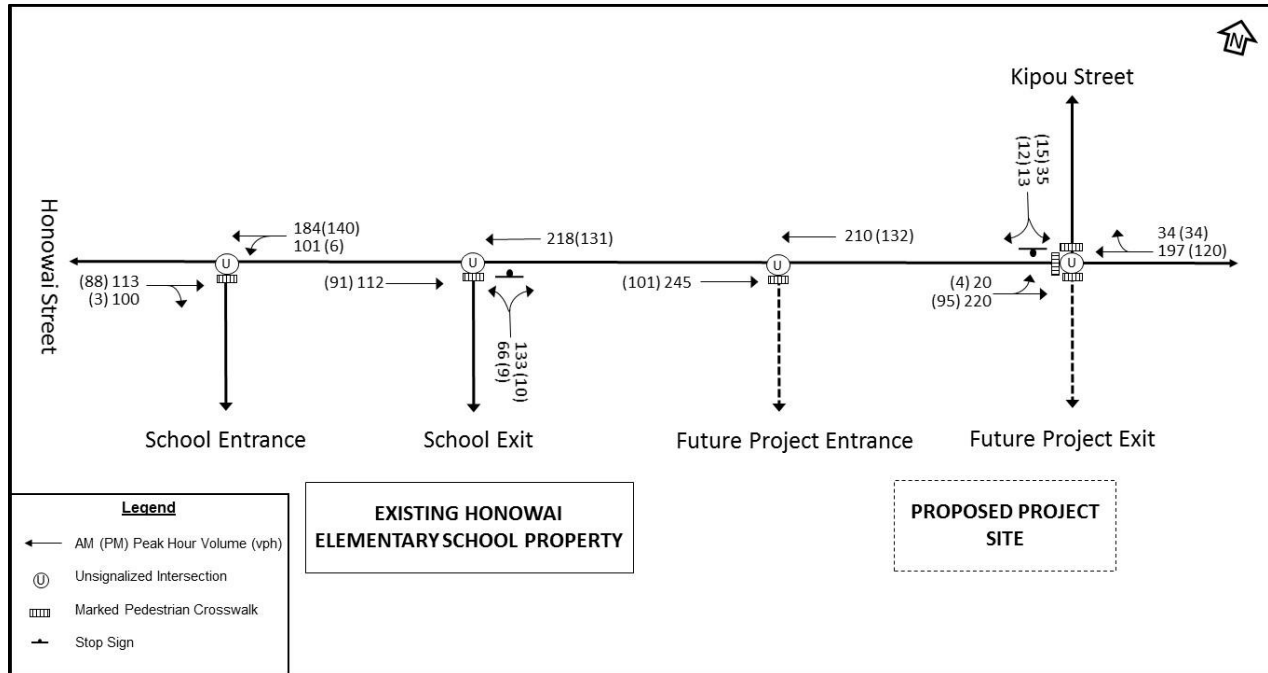 N
Kipou Street
(15)35
(12)13
Honowai Street
184(140)
101 (6)
218(131)
210 (132)
34 (34)
197 (120)
(88) 113
(3) 100
(91) 112
(101) 245
(4) 20
(95) 220
U
U
U
U
133(10)
66(9)
School Entrance
School Exit
Future Project Entrance
Future Project Exit
EXISTING HONOWAI
ELEMENTARY SCHOOL PROPERTY
PROPOSED PROJECT
SITE
Legend
AM (PM) Peak Hour Volume (vph)
U Unsignalized Intersection
Marked Pedestrian Crosswalk
Stop Sign